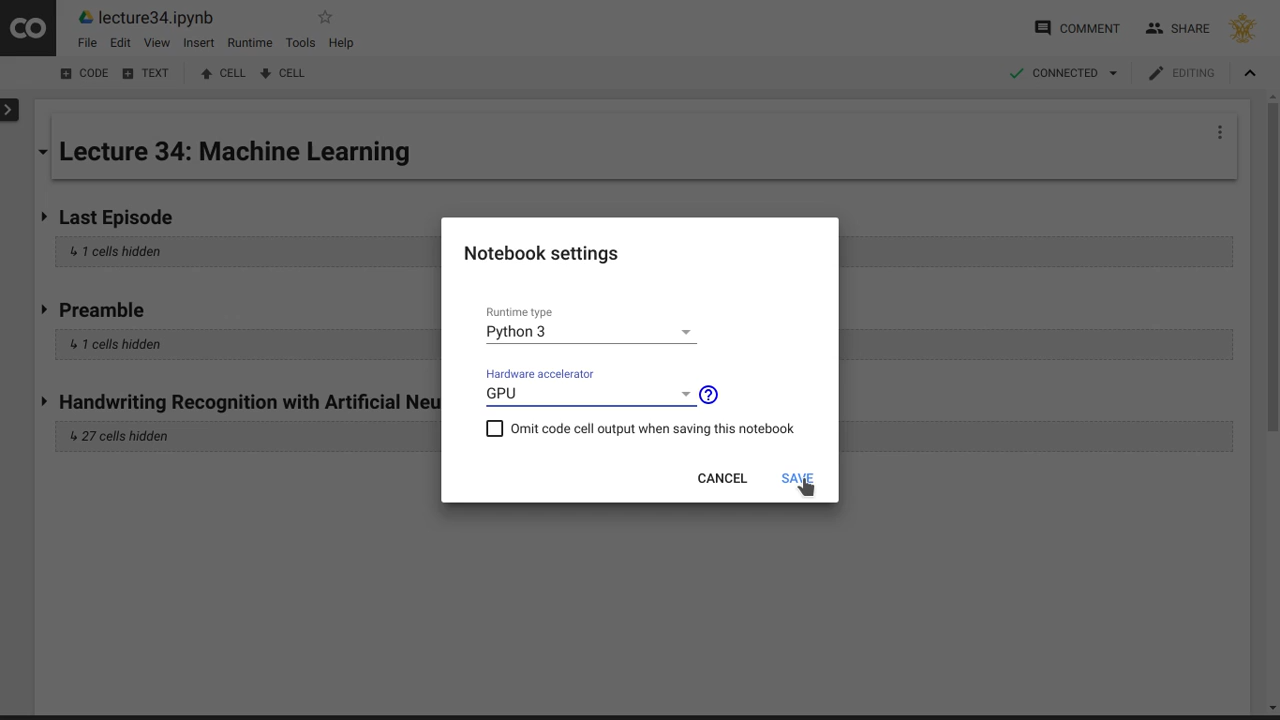 CO
lecture34.ipynb
File Edit View Insert Runtime Tools Help
COMMENT SHARE
CODE TEXT CELL CELL
CONNECTED EDITING
Lecture 34: Machine Learning
Last Episode
↳ 1 cells hidden
Preamble
↳ 1 cells hidden
Handwriting Recognition with Artificial Neu
↳ 27 cells hidden
Notebook settings
Runtime type
Python 3
Hardware accelerator
GPU
?
Omit code cell output when saving this notebook
CANCEL SAVE